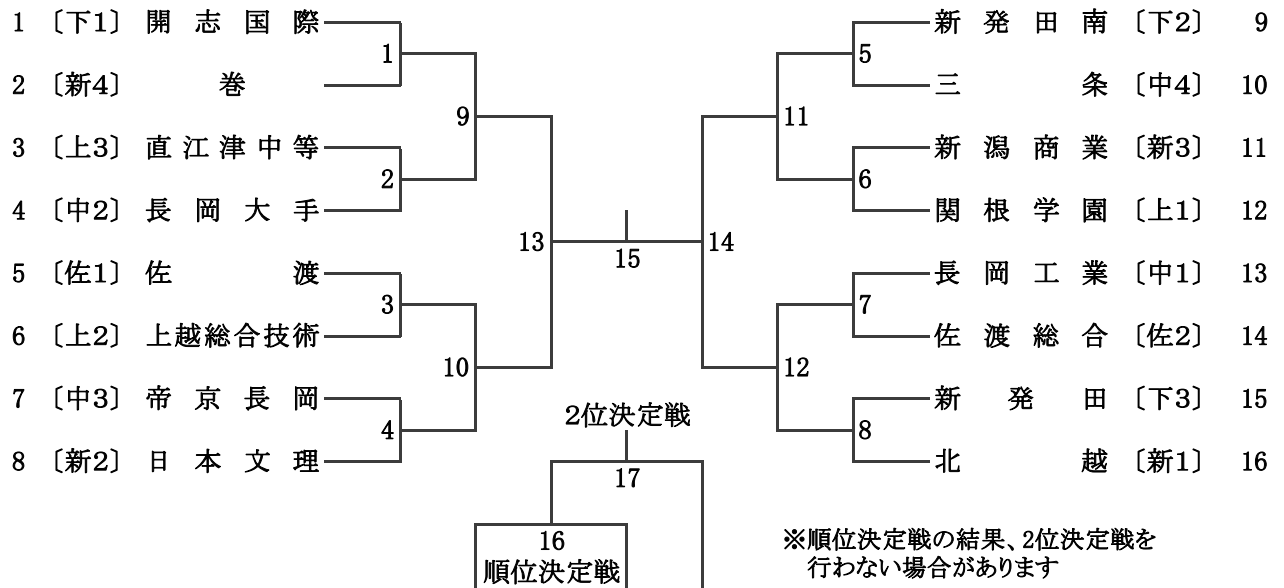 1 〔下1〕 開志国際
2 〔新4〕 巻
3 〔上3〕 直江津中等
4 〔中2〕 長岡大手
5 〔佐1〕 佐渡
6 〔上2〕 上越総合技術
7 〔中3〕 帝京長岡
8 〔新2〕 日本文理
1
2
3
4
9
10
13
15
14
11
12
5
6
7
8
新発田南 〔下2〕 9
三条 〔中4〕 10
新潟商業 〔新3〕 11
関根学園 〔上1〕 12
長岡工業 〔中1〕 13
佐渡総合 〔佐2〕 14
新発田 〔下3〕 15
北越 〔新1〕 16
2位決定戦
17
16
順位決定戦
※順位決定戦の結果、2位決定戦を
行わない場合があります